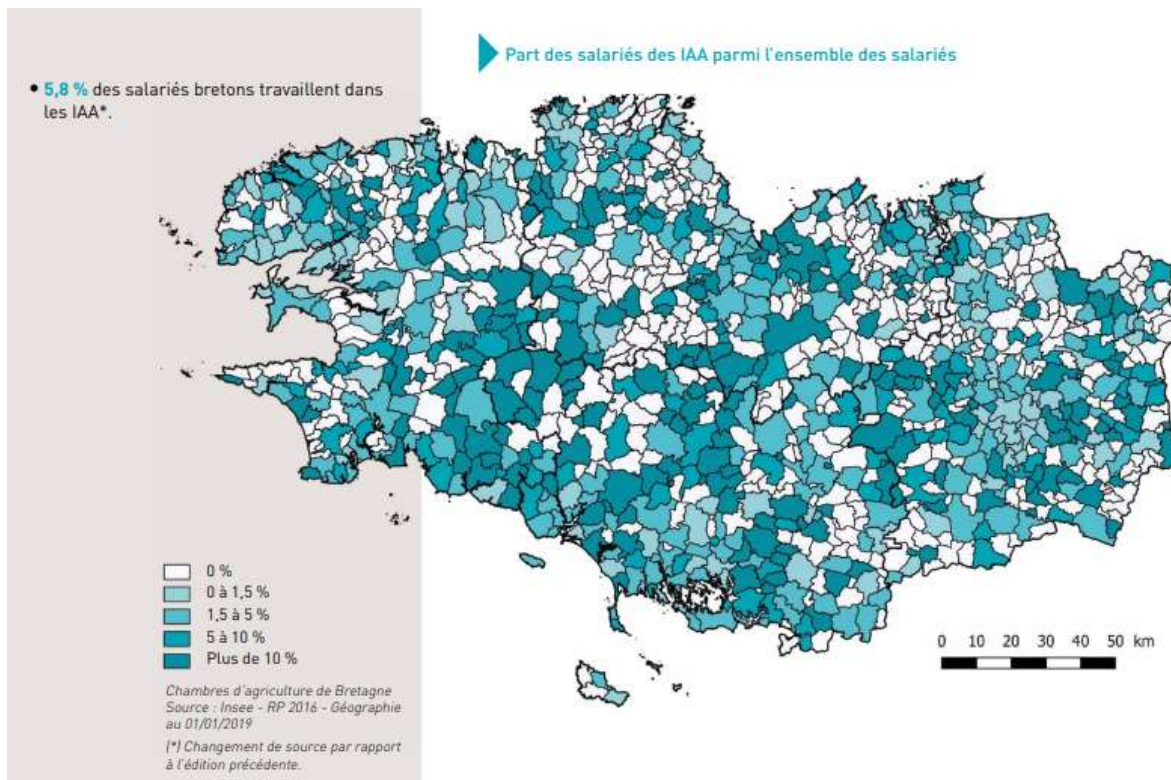 Part des salariés des IAA parmi l'ensemble des salariés
• 5,8 % des salariés bretons travaillent dans
les IAA*.
0 %
0 à 1,5 %
1,5 à 5 %
5 à 10 %
Plus de 10 %
0 10 20 30 40 50 km
Chambres d'agriculture de Bretagne
Source : Insee - RP 2016 - Géographie
au 01/01/2019
(*) Changement de source par rapport
à l'édition précédente.